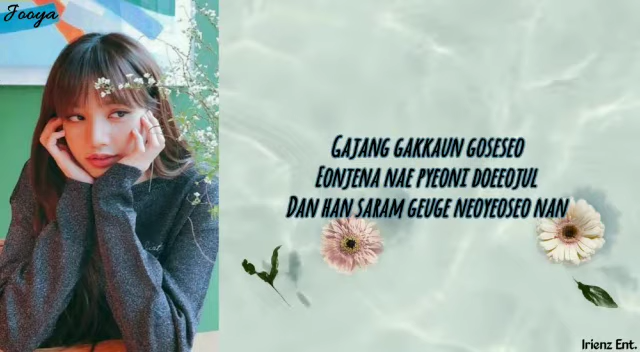 Jooya
GAJANG GAKKAUN GOSESEO
EONJENA NAE PYEONI DOEEOJUL
DAN HAN SARAM GEUGE NEOYEOSEO NAN
Irienz Ent.